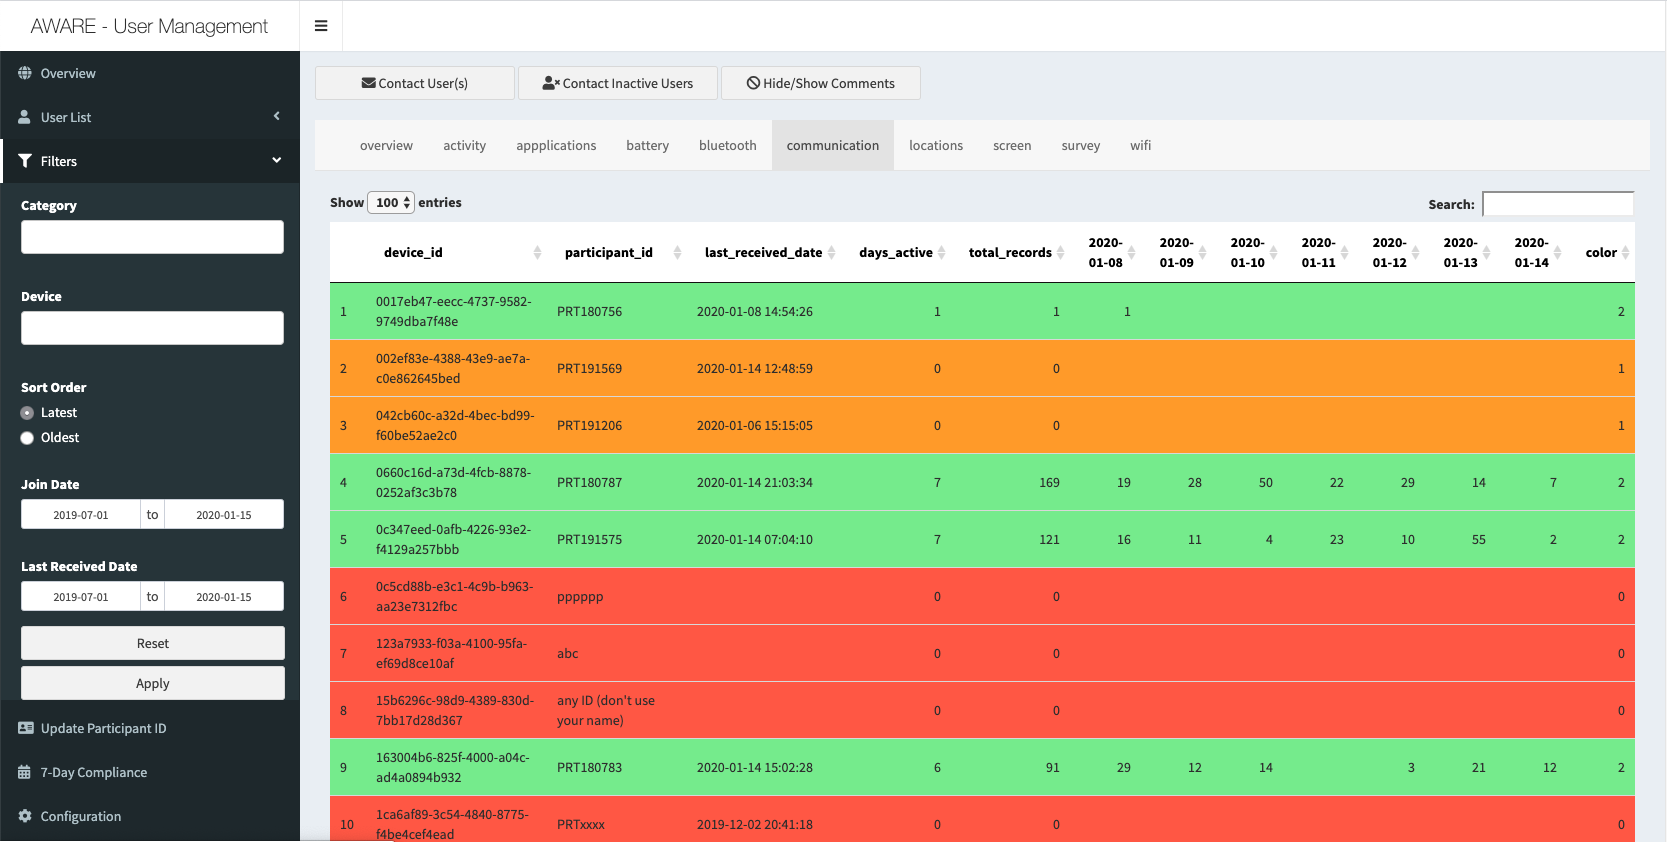 AWARE - User Management
Overview
User List
Filters
Category
Device
Sort Order
Latest
Oldest
Join Date
2019-07-01 to 2020-01-15
Last Received Date
2019-07-01 to 2020-01-15
Reset
Apply
Update Participant ID
7-Day Compliance
Configuration
Contact User(s) Contact Inactive Users Hide/Show Comments
overview activity appplications battery bluetooth communication locations screen survey wifi
Show 100 entries
Search:
device_id participant_id last_received_date days_active total_records 2020-01-08 2020-01-09 2020-01-10 2020-01-11 2020-01-12 2020-01-13 2020-01-14 color
1 0017eb47-eecc-4737-9582-9749dba7f48e PRT180756 2020-01-08 14:54:26 1 1 1 2
2 002ef83e-4388-43e9-ae7a-c0e862645bed PRT191569 2020-01-14 12:48:59 0 0 1
3 042cb60c-a32d-4bec-bd99-f60be52ae2c0 PRT191206 2020-01-06 15:15:05 0 0 1
4 0660c16d-a73d-4fcb-8878-0252af3c3b78 PRT180787 2020-01-14 21:03:34 7 169 19 28 50 22 29 14 7 2
5 0c347eed-0afb-4226-93e2-f4129a257bbb PRT191575 2020-01-14 07:04:10 7 121 16 11 4 23 10 55 2 2
6 0c5cd88b-e3c1-4c9b-b963-aa23e7312fbc pppppp 0 0 0
7 123a7933-f03a-4100-95fa-ef69d8ce10af abc 0 0 0
8 15b6296c-98d9-4389-830d-7bb17d28d367 any ID (don't use your name) 0 0 0
9 163004b6-825f-4000-a04c-ad4a0894b932 PRT180783 2020-01-14 15:02:28 6 91 29 12 14 3 21 12 2
10 1ca6af89-3c54-4840-8775-f4be4cef4ead PRTxxxx 2019-12-02 20:41:18 0 0 0